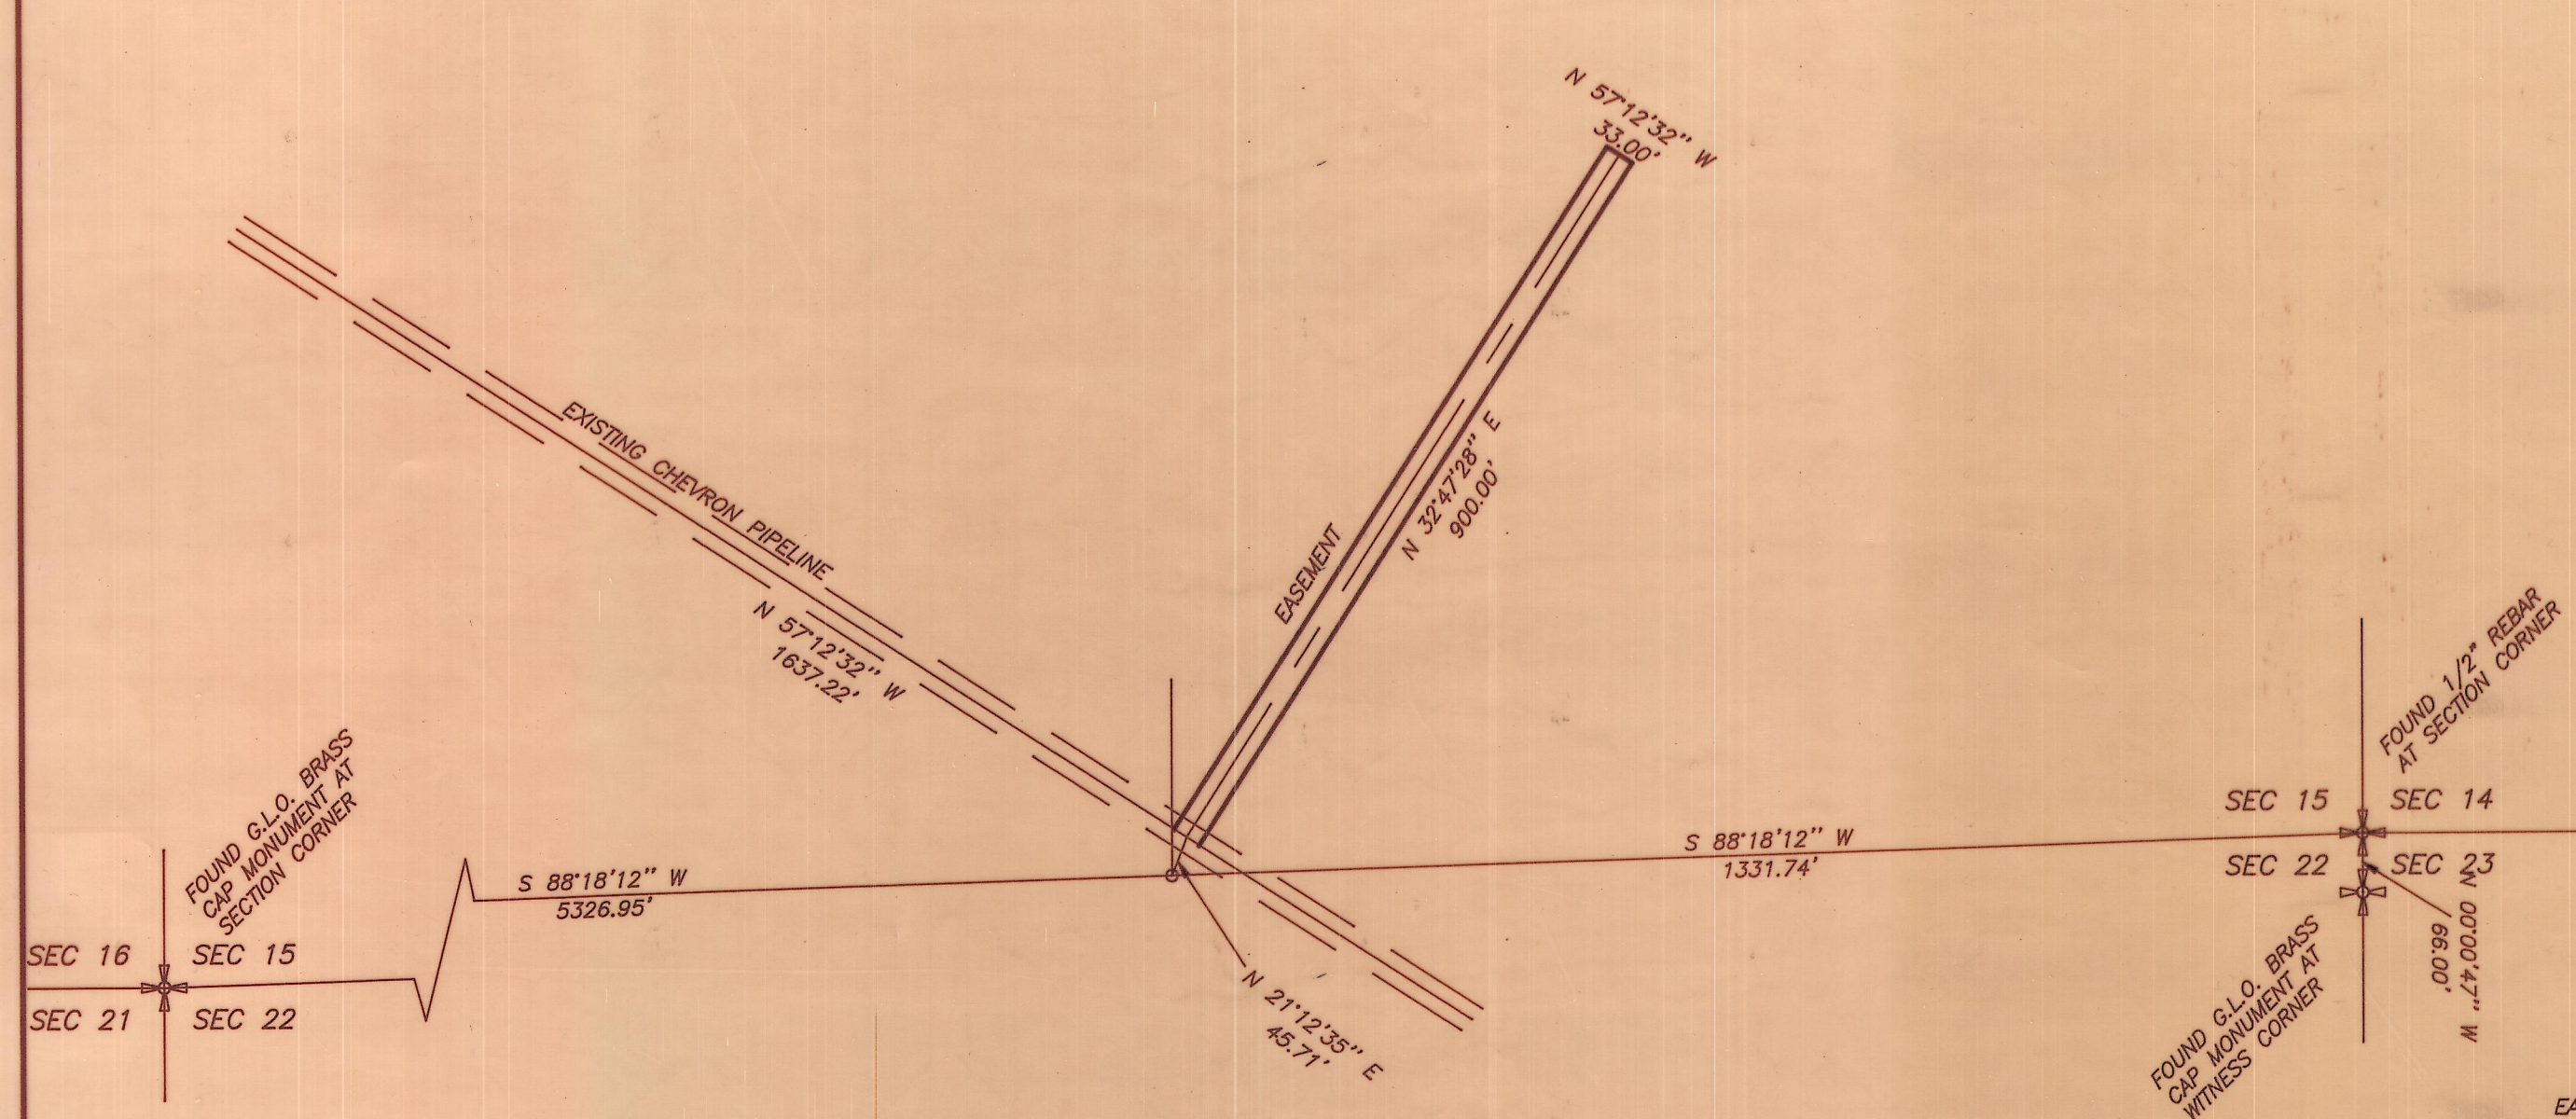 N 57°12'32" W
33.00'
EXISTING CHEVRON PIPELINE
N 57°12'32" W
1637.22'
EASEMENT
N 32°47'28" E
900.00'
FOUND 1/2" REBAR
AT SECTION CORNER
FOUND G.L.O. BRASS
CAP MONUMENT AT
SECTION CORNER
SEC 15
SEC 14
S 88°18'12" W
1331.74'
SEC 22
SEC 23
S 88°18'12" W
5326.95'
SEC 16
SEC 15
SEC 21
SEC 22
N 21°12'35" E
45.71'
N 00°00'47" W
66.00'
FOUND G.L.O. BRASS
CAP MONUMENT AT
WITNESS CORNER